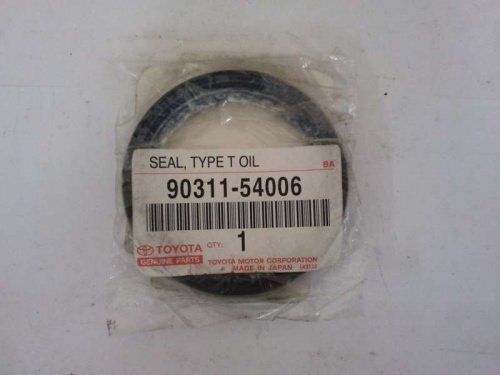 SEAL, TYPE T OIL
BA
90311-54006
TOYOTA
QTY:
1
GENUINE PARTS
TOYOTA MOTOR CORPORATION
MADE IN JAPAN